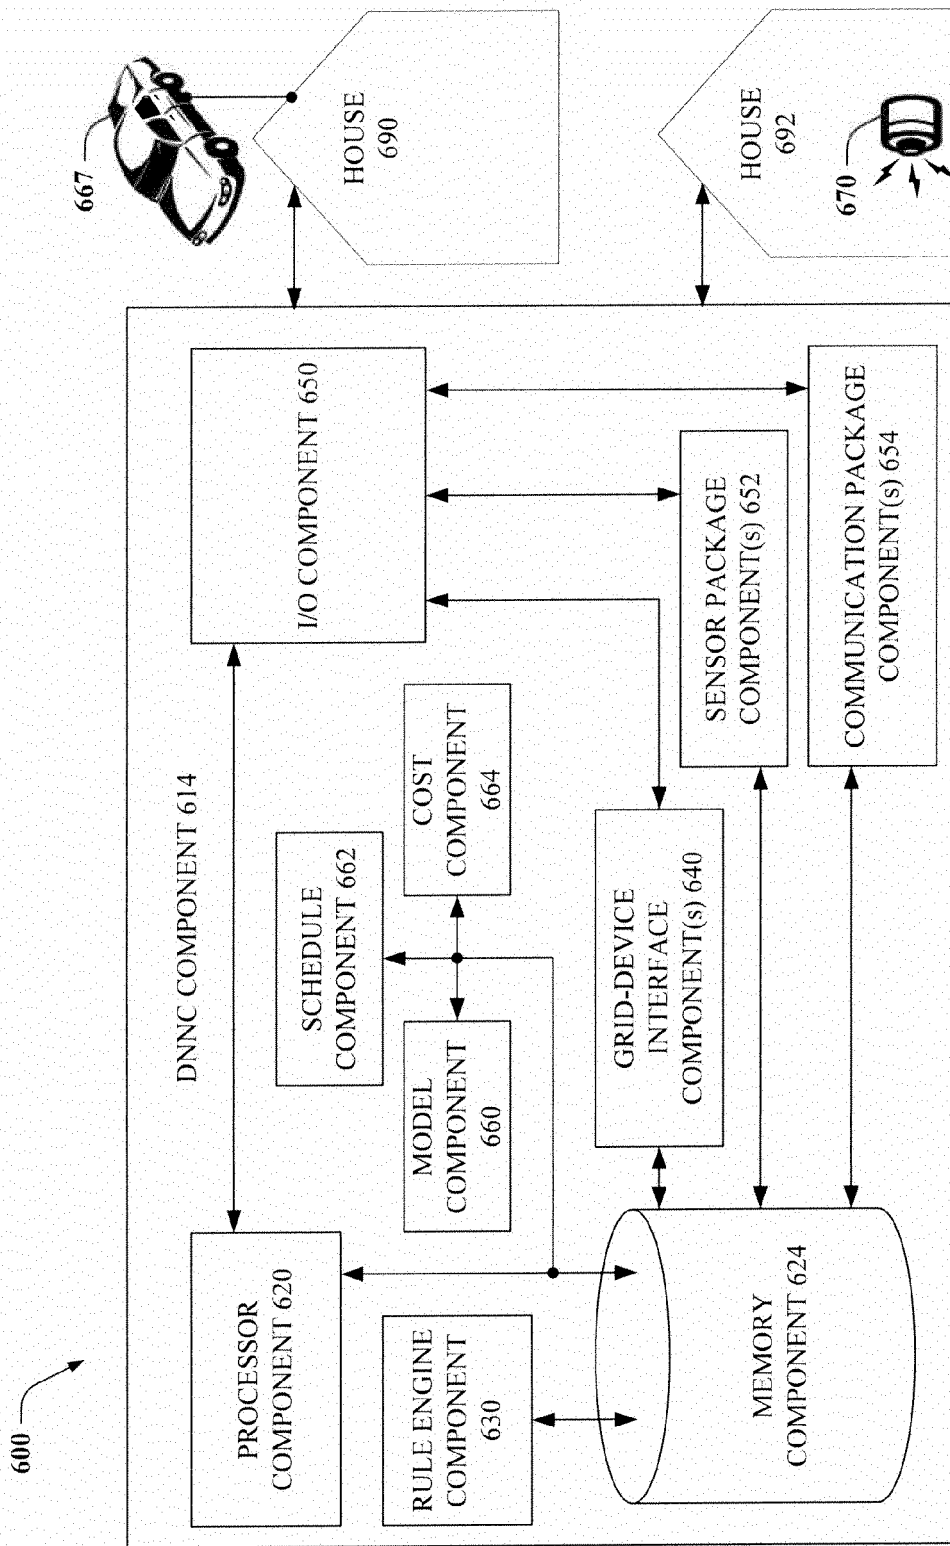 600
DNNC COMPONENT 614
PROCESSOR
COMPONENT 620
I/O COMPONENT 650
667
HOUSE
690
RULE ENGINE
COMPONENT
630
SCHEDULE
COMPONENT 662
MODEL
COMPONENT
660
COST
COMPONENT
664
MEMORY
COMPONENT 624
GRID-DEVICE
INTERFACE
COMPONENT(s) 640
SENSOR PACKAGE
COMPONENT(s) 652
COMMUNICATION PACKAGE
COMPONENT(s) 654
HOUSE
692
670